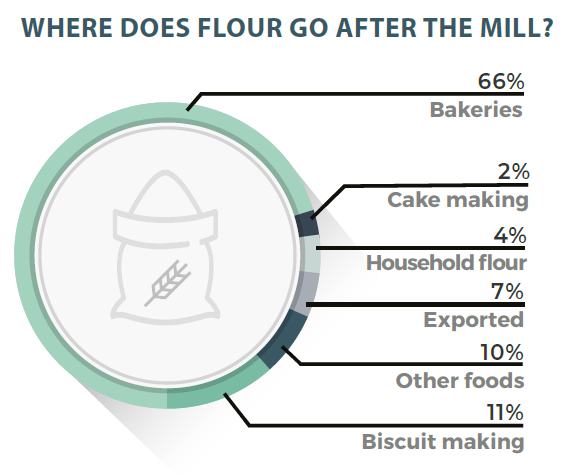 WHERE DOES FLOUR GO AFTER THE MILL?
66%
Bakeries
2%
Cake making
4%
Household flour
7%
Exported
10%
Other foods
11%
Biscuit making